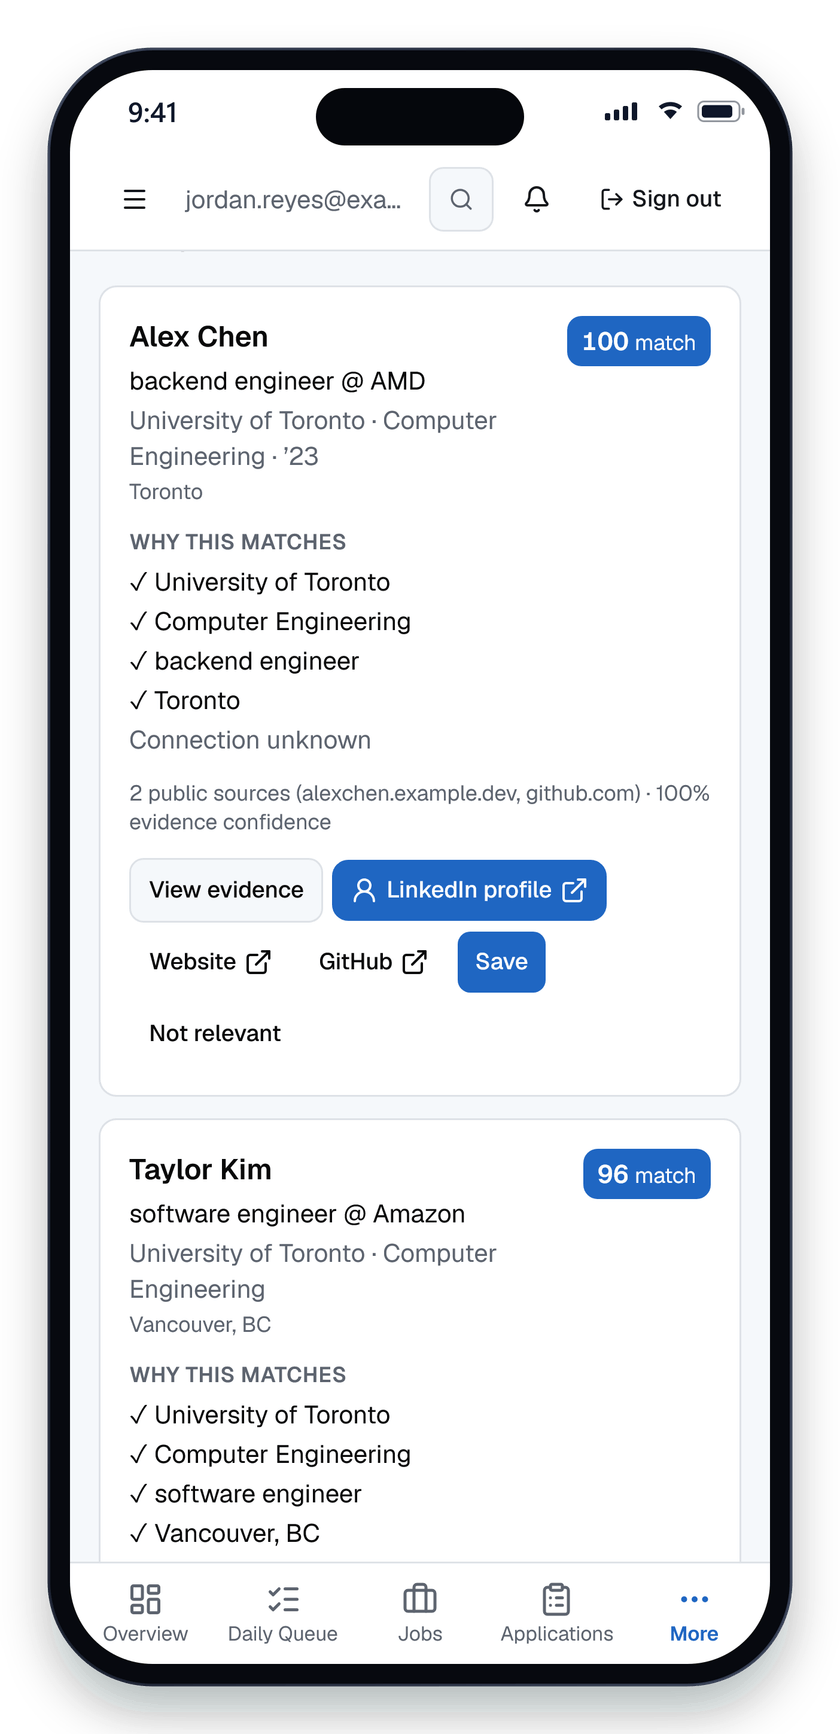 9:41
jordan.reyes@exa...
Sign out
Alex Chen
100 match
backend engineer @ AMD
University of Toronto · Computer
Engineering · ’23
Toronto
WHY THIS MATCHES
✓ University of Toronto
✓ Computer Engineering
✓ backend engineer
✓ Toronto
Connection unknown
2 public sources (alexchen.example.dev, github.com) · 100%
evidence confidence
View evidence
LinkedIn profile
Website
GitHub
Save
Not relevant
Taylor Kim
96 match
software engineer @ Amazon
University of Toronto · Computer
Engineering
Vancouver, BC
WHY THIS MATCHES
✓ University of Toronto
✓ Computer Engineering
✓ software engineer
✓ Vancouver, BC
Overview
Daily Queue
Jobs
Applications
More